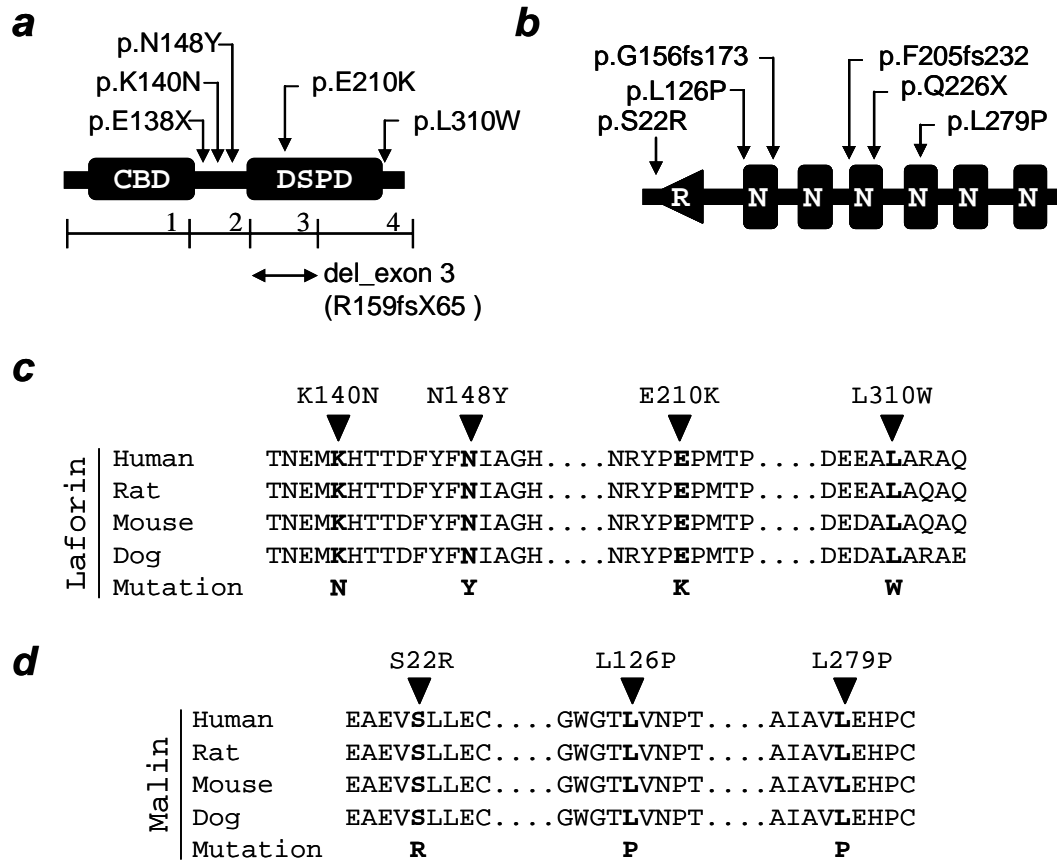 a
p.N148Y
p.K140N
p.E138X
p.E210K
p.L310W
CBD
DSPD
1 2 3 4
del_exon 3
(R159fsX65 )
b
p.G156fs173
p.L126P
p.S22R
p.F205fs232
p.Q226X
p.L279P
R N N N N N N
c
K140N N148Y E210K L310W
Laforin
Human TNEMKHTTDFYFNIAGH....NRYPEPMTP....DEEALARAQ
Rat TNEMKHTTDFYFNIAGH....NRYPEPMTP....DEEALAQAQ
Mouse TNEMKHTTDFYFNIAGH....NRYPEPMTP....DEDALAQAQ
Dog TNEMKHTTDFYFNIAGH....NRYPEPMTP....DEDALARAE
Mutation N Y K W
d
S22R L126P L279P
Malin
Human EAEVSLLEC....GWGTLVNPT....AIAVLEHPC
Rat EAEVSLLEC....GWGTLVNPT....AIAVLEHPC
Mouse EAEVSLLEC....GWGTLVNPT....AIAVLEHPC
Dog EAEVSLLEC....GWGTLVNPT....AIAVLEHPC
Mutation R P P